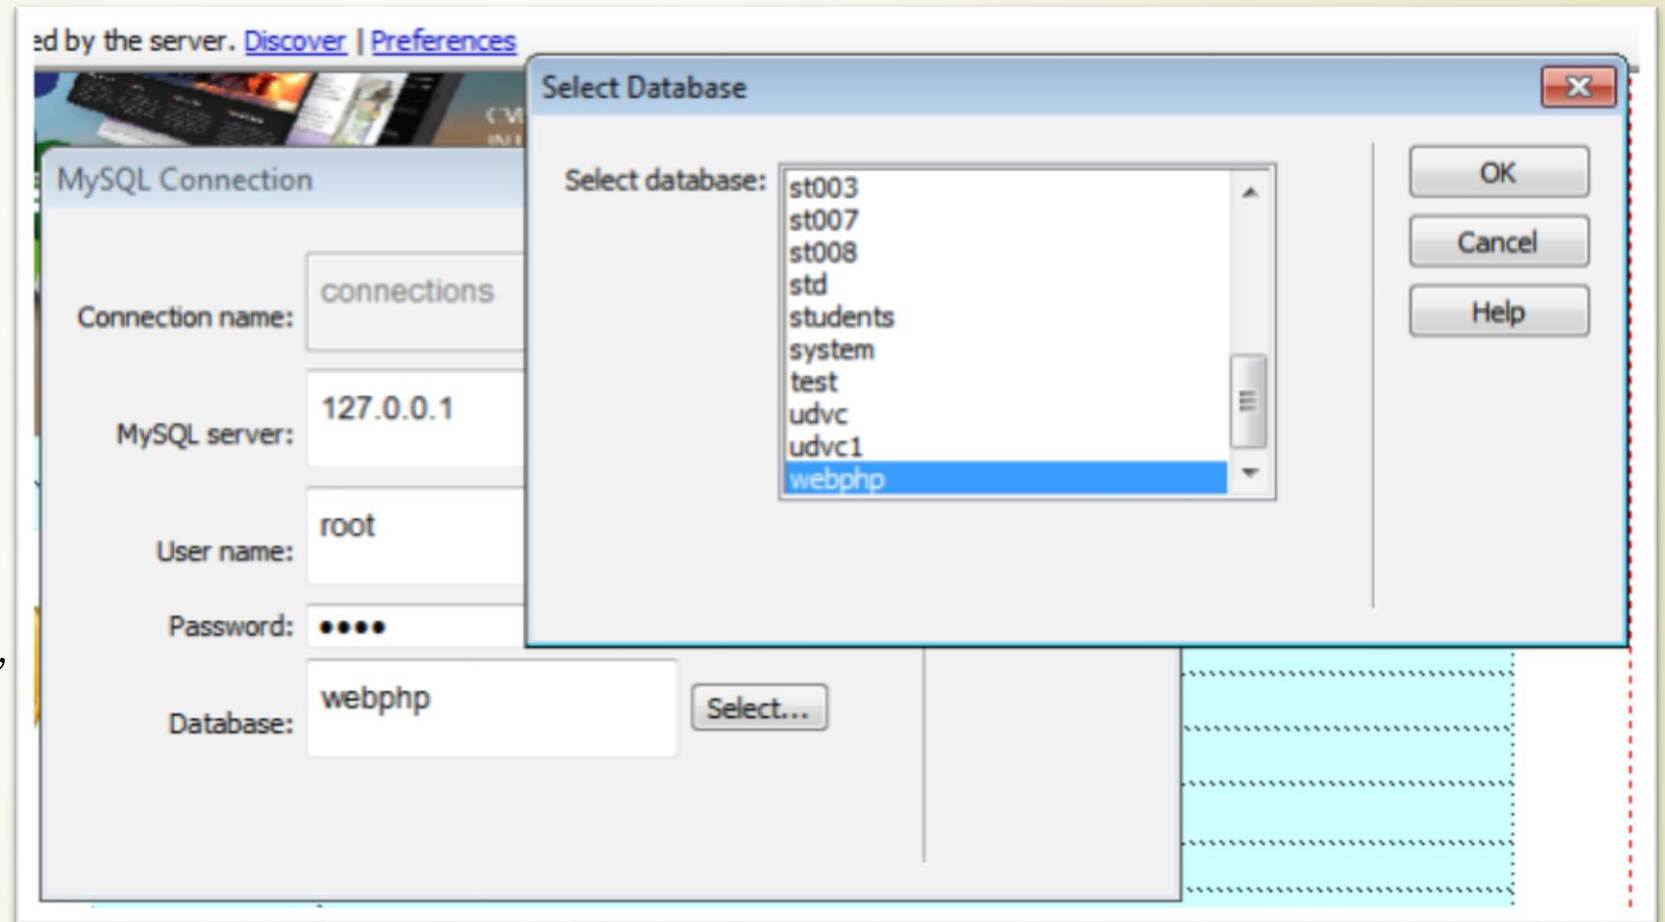 ed by the server. Discover | Preferences
Select Database
Select database:
st003
st007
st008
std
students
system
test
udvc
udvc1
webphp
OK
Cancel
Help
MySQL Connection
Connection name: connections
MySQL server: 127.0.0.1
User name: root
Password: ••••
Database: webphp
Select...
,